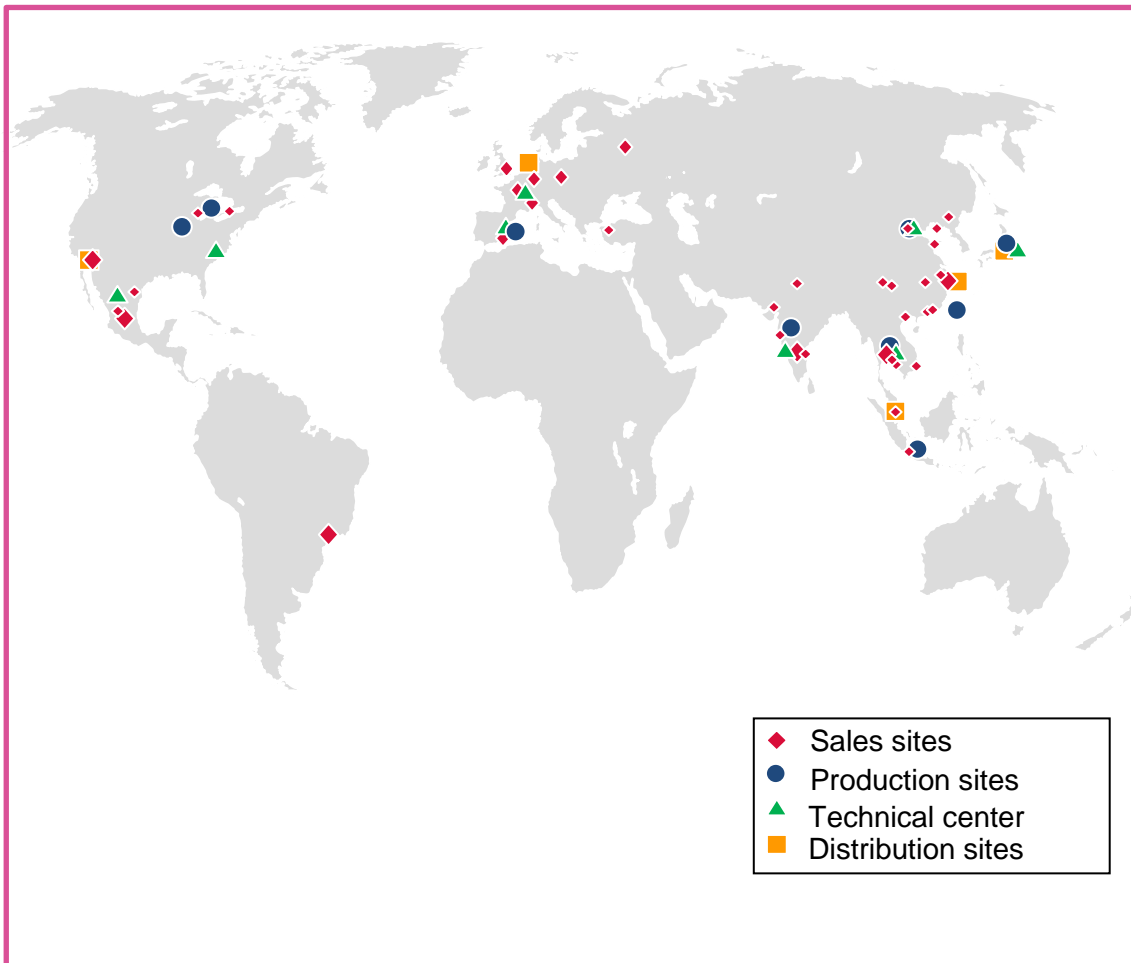 Sales sites
Production sites
Technical center
Distribution sites